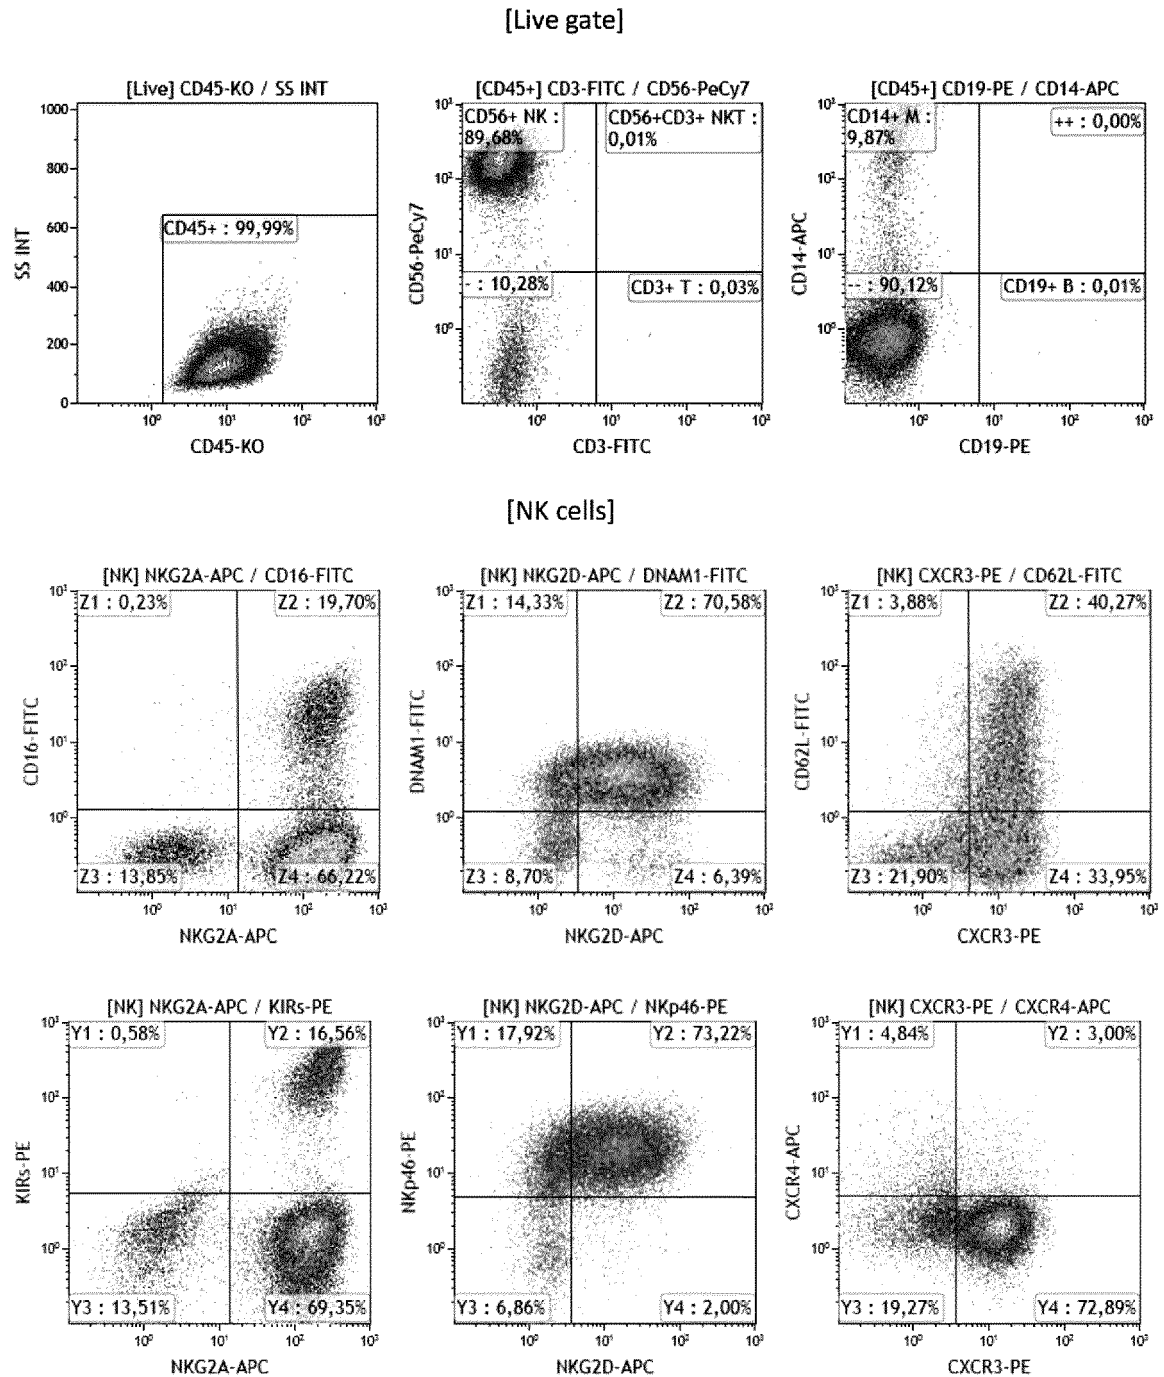 [Live gate]
[Live] CD45-KO / SS INT
1000
800
600
400
200
0
SS INT
CD45+ : 99,99%
10⁰ 10¹ 10² 10³
CD45-KO
[CD45+] CD3-FITC / CD56-PeCy7
10³
10²
10¹
10⁰
CD56-PeCy7
CD56+ NK :
89,68%
CD56+CD3+ NKT :
0,01%
- : 10,28%
CD3+ T : 0,03%
10⁰ 10¹ 10² 10³
CD3-FITC
[CD45+] CD19-PE / CD14-APC
10³
10²
10¹
10⁰
CD14-APC
CD14+ M :
9,87%
++ : 0,00%
-- : 90,12%
CD19+ B : 0,01%
10⁰ 10¹ 10² 10³
CD19-PE
[NK cells]
[NK] NKG2A-APC / CD16-FITC
10³
10²
10¹
10⁰
CD16-FITC
Z1 : 0,23%
Z2 : 19,70%
Z3 : 13,85%
Z4 : 66,22%
10⁰ 10¹ 10² 10³
NKG2A-APC
[NK] NKG2D-APC / DNAM1-FITC
10³
10²
10¹
10⁰
DNAM1-FITC
Z1 : 14,33%
Z2 : 70,58%
Z3 : 8,70%
Z4 : 6,39%
10⁰ 10¹ 10² 10³
NKG2D-APC
[NK] CXCR3-PE / CD62L-FITC
10³
10²
10¹
10⁰
CD62L-FITC
Z1 : 3,88%
Z2 : 40,27%
Z3 : 21,90%
Z4 : 33,95%
10⁰ 10¹ 10² 10³
CXCR3-PE
[NK] NKG2A-APC / KIRs-PE
10³
10²
10¹
10⁰
KIRs-PE
Y1 : 0,58%
Y2 : 16,56%
Y3 : 13,51%
Y4 : 69,35%
10⁰ 10¹ 10² 10³
NKG2A-APC
[NK] NKG2D-APC / NKp46-PE
10³
10²
10¹
10⁰
NKp46-PE
Y1 : 17,92%
Y2 : 73,22%
Y3 : 6,86%
Y4 : 2,00%
10⁰ 10¹ 10² 10³
NKG2D-APC
[NK] CXCR3-PE / CXCR4-APC
10³
10²
10¹
10⁰
CXCR4-APC
Y1 : 4,84%
Y2 : 3,00%
Y3 : 19,27%
Y4 : 72,89%
10⁰ 10¹ 10² 10³
CXCR3-PE